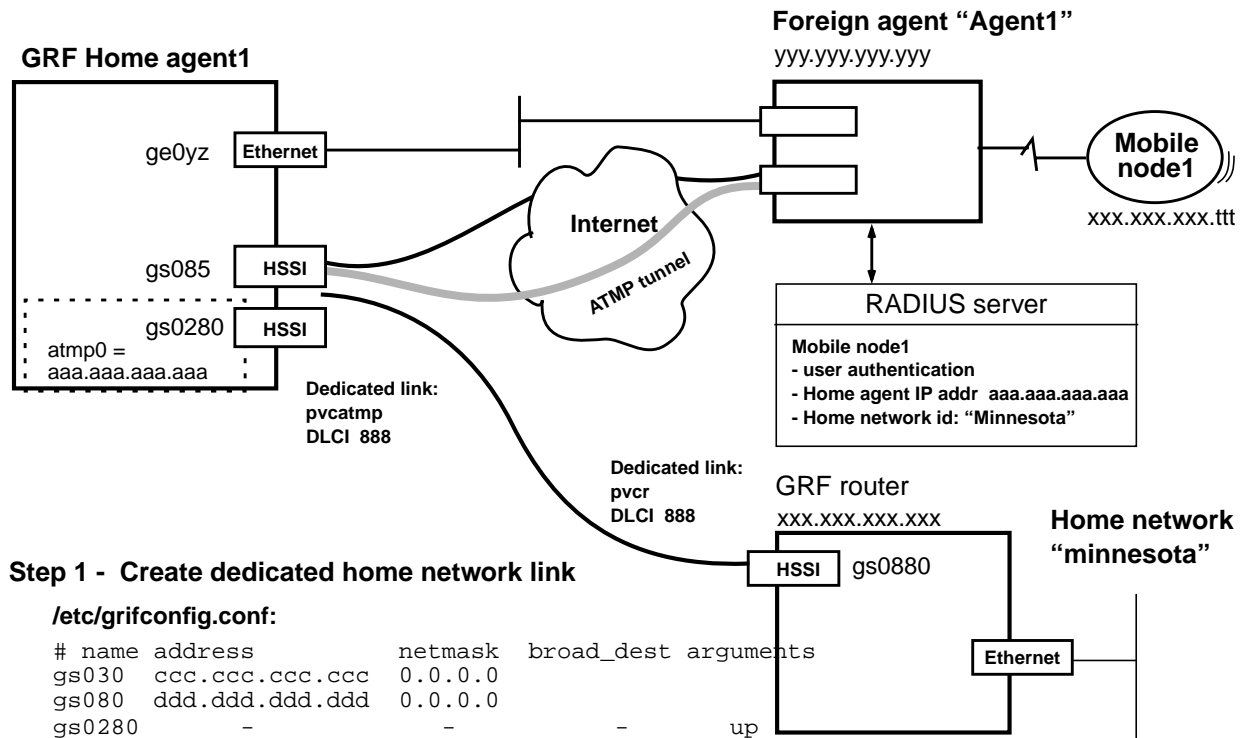 Foreign agent “Agent1”
yyy.yyy.yyy.yyy
GRF Home agent1
ge0yz
Ethernet
Mobile
node1
xxx.xxx.xxx.ttt
Internet
ATMP tunnel
gs085
HSSI
gs0280
HSSI
atmp0 =
aaa.aaa.aaa.aaa
RADIUS server
Mobile node1
- user authentication
- Home agent IP addr aaa.aaa.aaa.aaa
- Home network id: “Minnesota”
Dedicated link:
pvcatmp
DLCI 888
Dedicated link:
pvcr
DLCI 888
GRF router
xxx.xxx.xxx.xxx
Home network
“minnesota”
HSSI
gs0880
Ethernet
Step 1 - Create dedicated home network link
/etc/grifconfig.conf:
# name address netmask broad_dest arguments
gs030 ccc.ccc.ccc.ccc 0.0.0.0
gs080 ddd.ddd.ddd.ddd 0.0.0.0
gs0280 - - - up